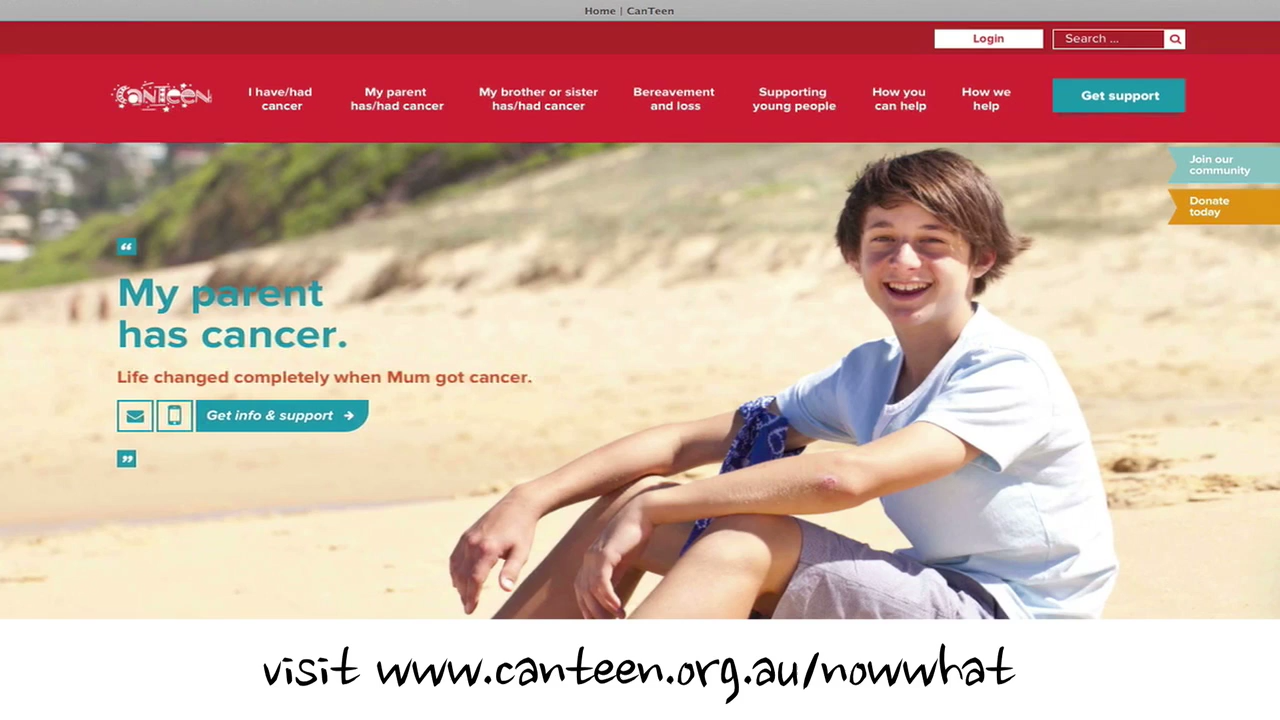 Home | CanTeen
Login
Search ...
CANTEEN
I have/had
cancer
My parent
has/had cancer
My brother or sister
has/had cancer
Bereavement
and loss
Supporting
young people
How you
can help
How we
help
Get support
Join our
community
Donate
today
“
My parent
has cancer.
Life changed completely when Mum got cancer.
Get info & support
”
visit www.canteen.org.au/nowwhat